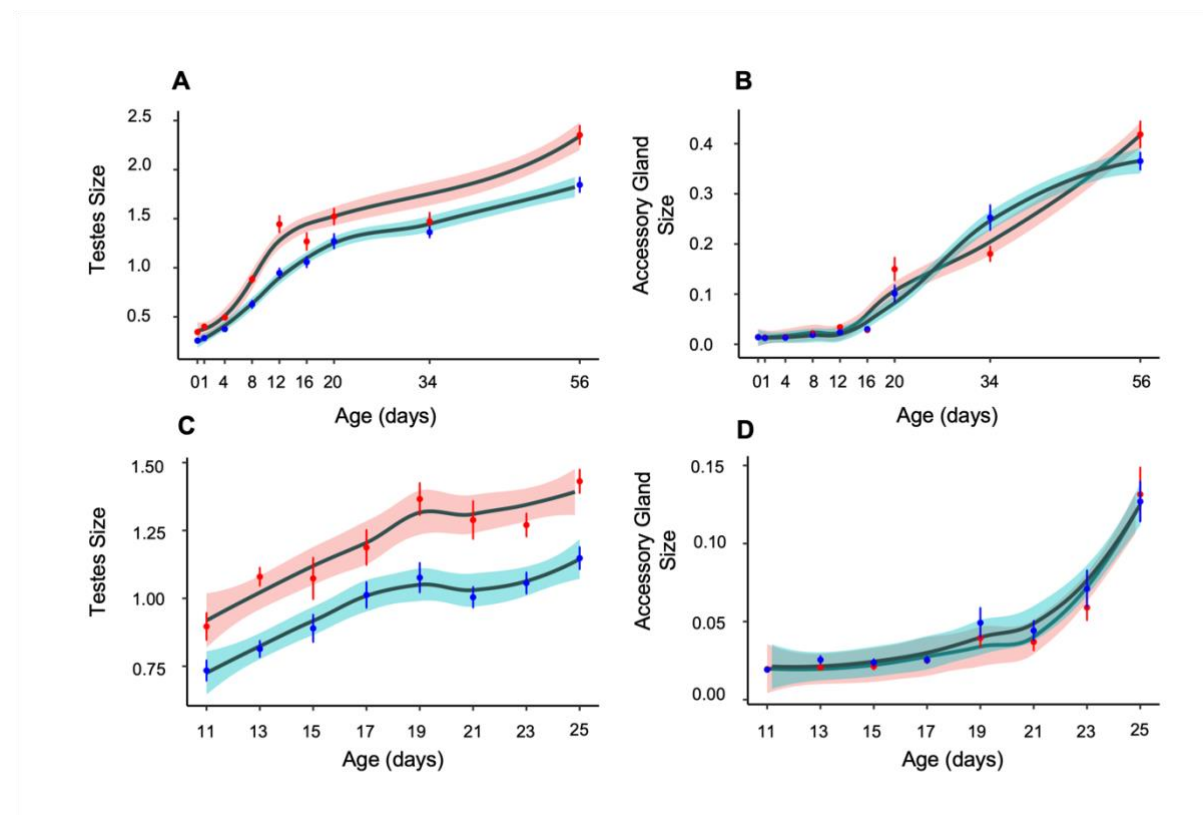 A
2.5
2.0
1.5
1.0
0.5
Testes Size
01 4 8 12 16 20 34 56
Age (days)
B
0.4
0.3
0.2
0.1
0.0
Accessory Gland
Size
01 4 8 12 16 20 34 56
Age (days)
C
1.50
1.25
1.00
0.75
Testes Size
11 13 15 17 19 21 23 25
Age (days)
D
0.15
0.10
0.05
0.00
Accessory Gland
Size
11 13 15 17 19 21 23 25
Age (days)